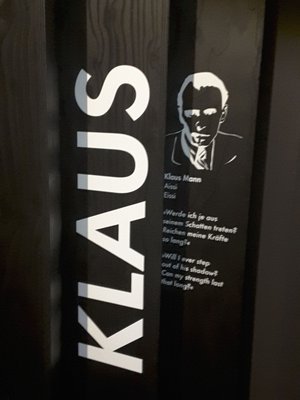 KLAUS
Klaus Mann
Aissi
Eissi
»Werde ich je aus
seinem Schatten treten?
Reichen meine Kräfte
so lang?«
»Will I ever step
out of his shadow?
Can my strength last
that long?«